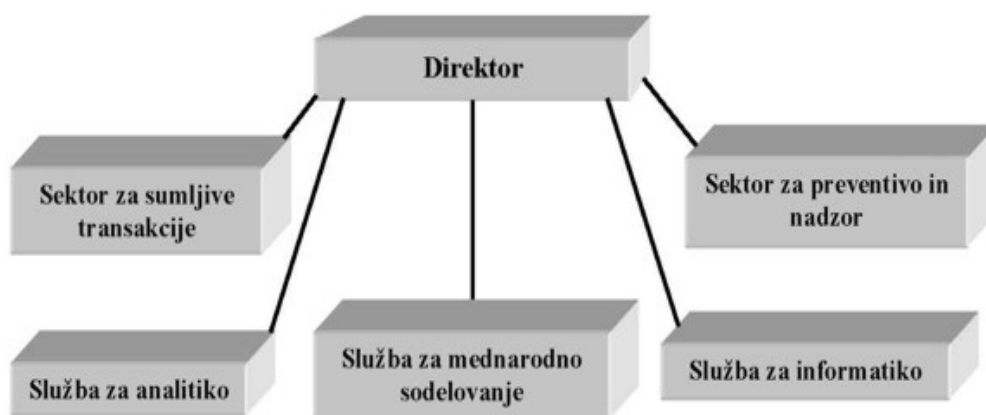 Direktor
Sektor za sumljive
transakcije
Sektor za preventivo in
nadzor
Služba za analitiko
Služba za mednarodno
sodelovanje
Služba za informatiko